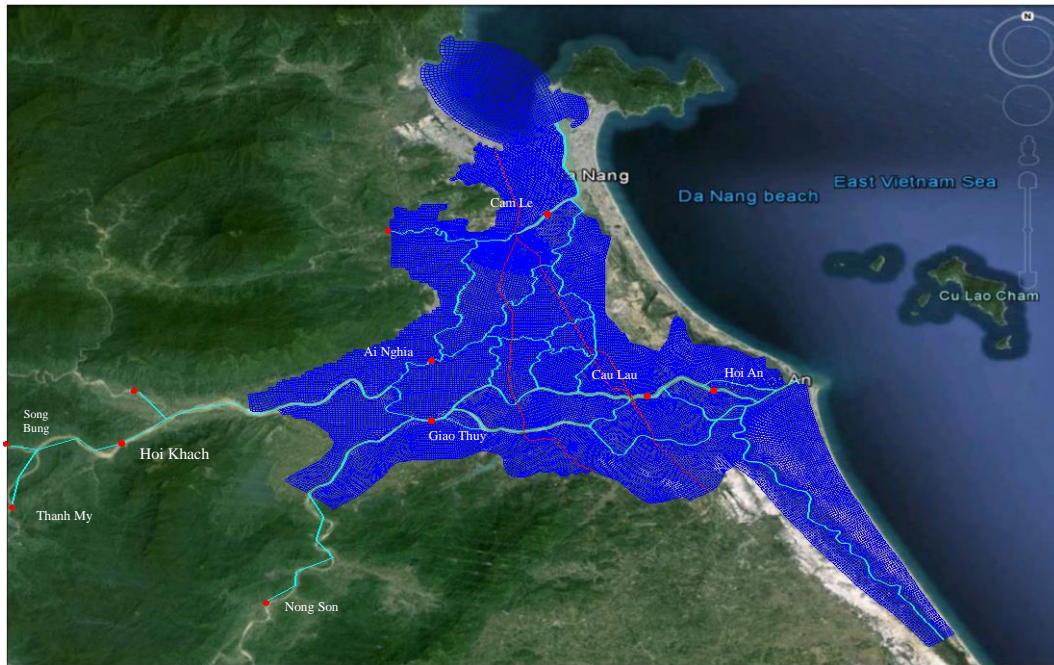 N
a Nang
East Vietnam Sea
Da Nang beach
Cam Le
Cu Lao Cham
Ai Nghia
Cau Lau
Hoi An
An
Song
Bung
Giao Thuy
Hoi Khach
Thanh My
Nong Son